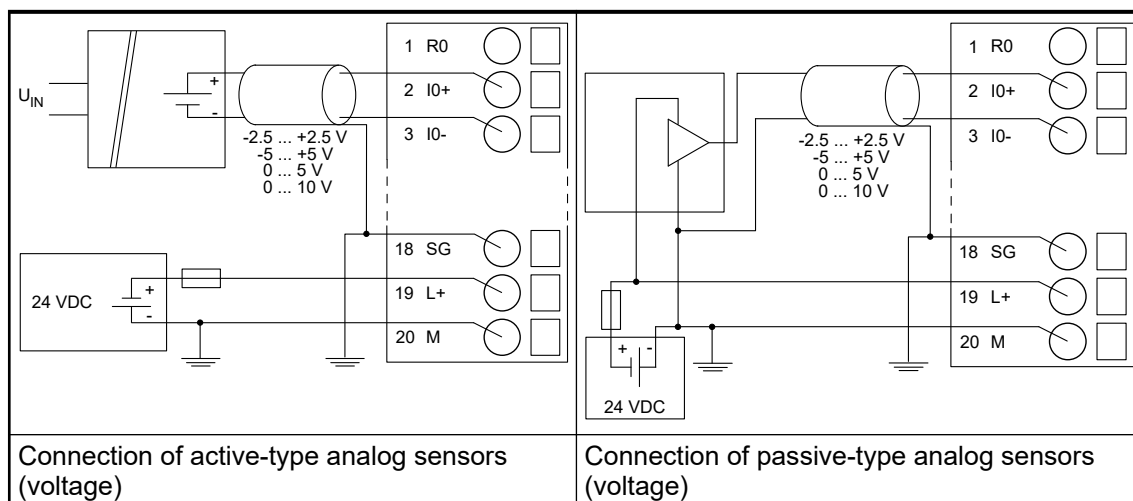 1 R0
2 I0+
3 I0-
+
-
U_IN
-2.5 ... +2.5 V
-5 ... +5 V
0 ... 5 V
0 ... 10 V
18 SG
19 L+
20 M
24 VDC
+
-
Connection of active-type analog sensors
(voltage)
1 R0
2 I0+
3 I0-
-2.5 ... +2.5 V
-5 ... +5 V
0 ... 5 V
0 ... 10 V
18 SG
19 L+
20 M
+ -
24 VDC
Connection of passive-type analog sensors
(voltage)